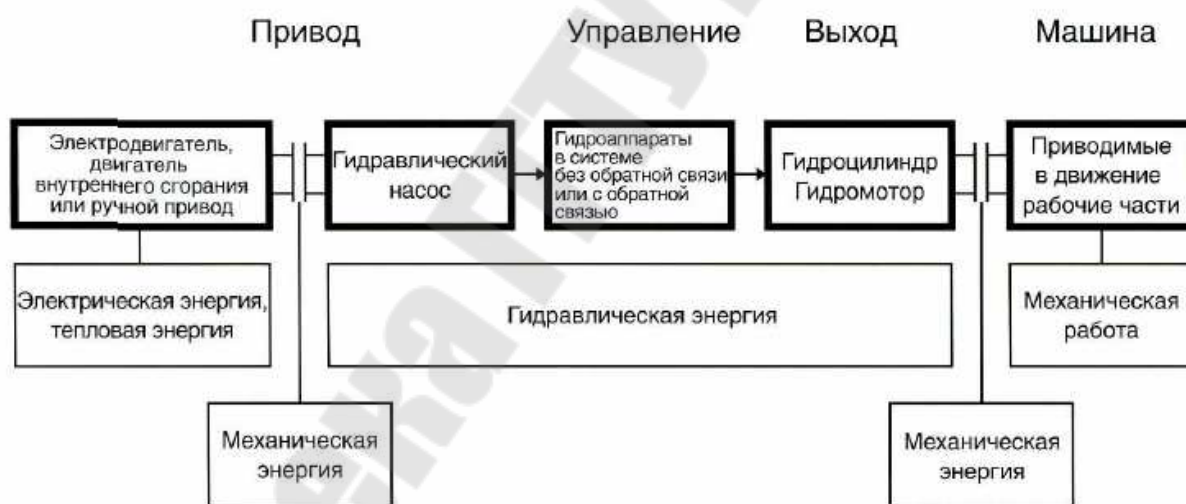 Привод
Управление
Выход
Машина
Электродвигатель,
двигатель
внутреннего сгорания
или ручной привод
Гидравлический
насос
Гидроаппараты
в системе
без обратной связи
или с обратной
связью
Гидроцилиндр
Гидромотор
Приводимые
в движение
рабочие части
Электрическая энергия,
тепловая энергия
Гидравлическая энергия
Механическая
работа
Механическая
энергия
Механическая
энергия